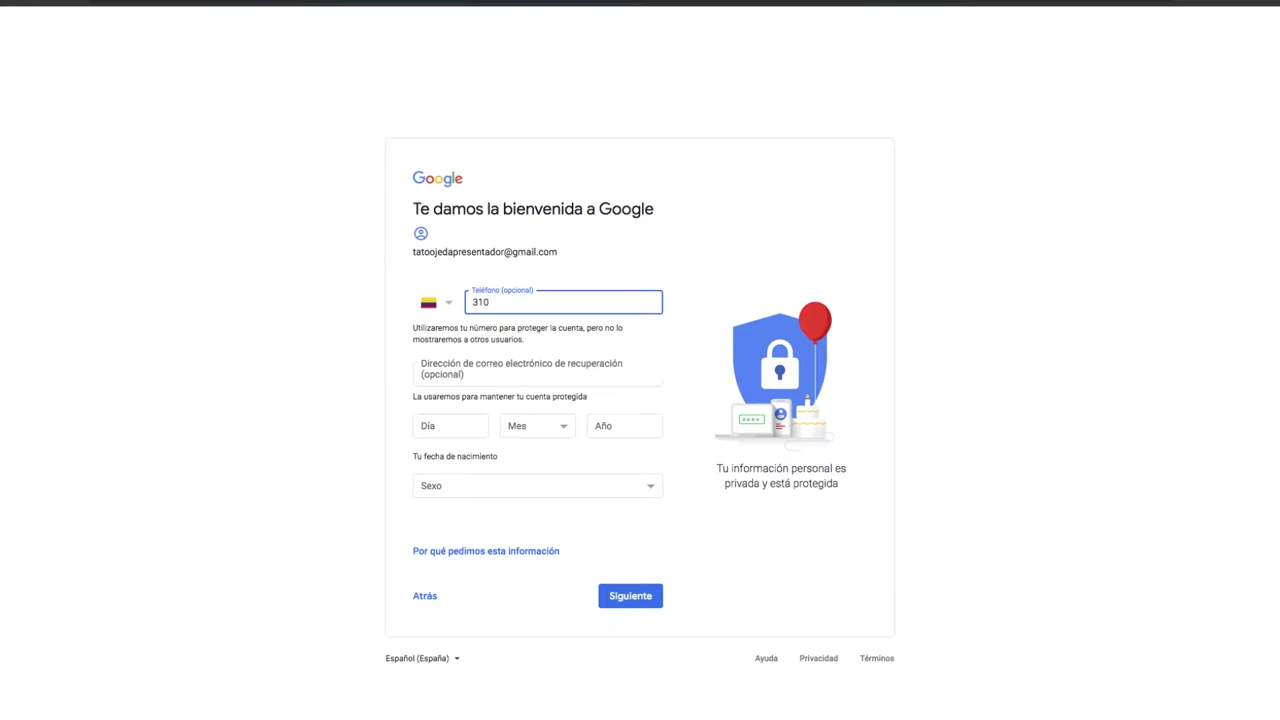 Google
Te damos la bienvenida a Google
tatoojedapresentador@gmail.com
Teléfono (opcional)
310
Utilizaremos tu número para proteger la cuenta, pero no lo
mostraremos a otros usuarios.
Dirección de correo electrónico de recuperación
(opcional)
La usaremos para mantener tu cuenta protegida
Día
Mes
Año
Tu fecha de nacimiento
Sexo
Tu información personal es
privada y está protegida
Por qué pedimos esta información
Atrás
Siguiente
Español (España)
Ayuda
Privacidad
Términos